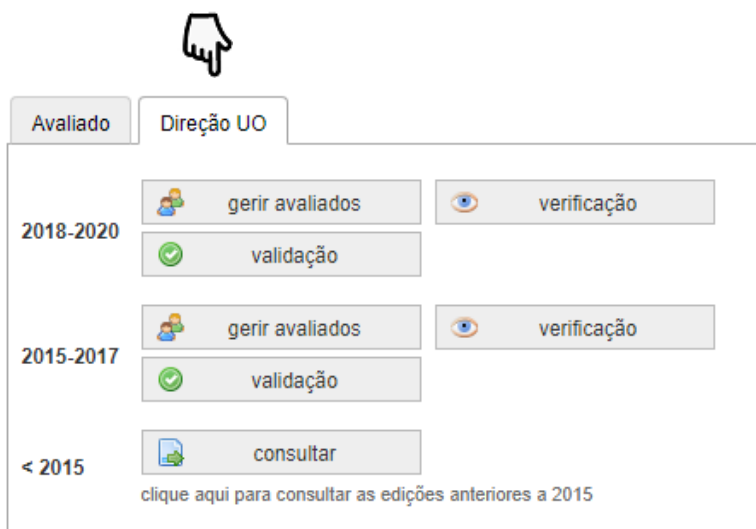 Avaliado
Direção UO
gerir avaliados
verificação
2018-2020
validação
gerir avaliados
verificação
2015-2017
validação
consultar
< 2015
clique aqui para consultar as edições anteriores a 2015